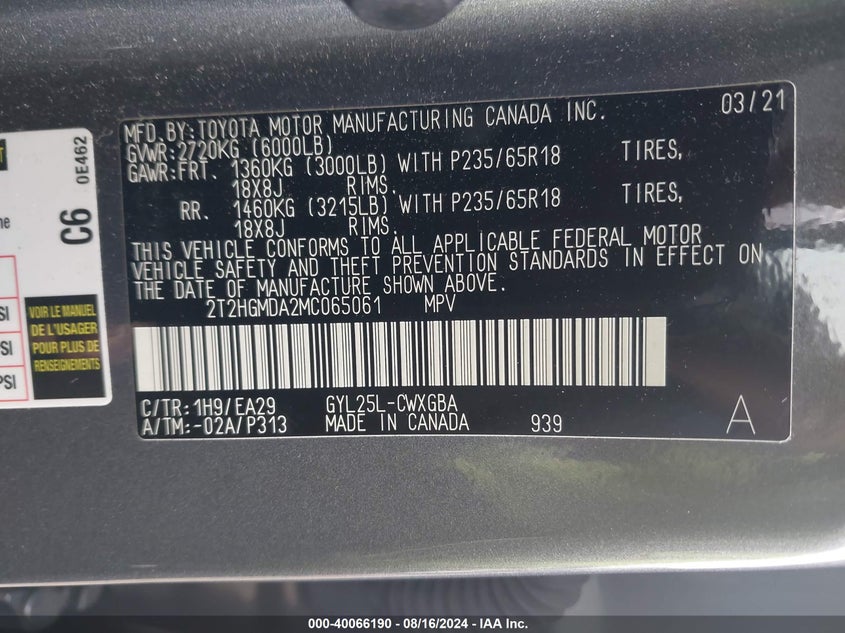 MFD.BY:TOYOTA MOTOR MANUFACTURING CANADA INC. 03/21
GVWR:2720KG (6000LB)
GAWR:FRT. 1360KG (3000LB) WITH P235/65R18 TIRES,
18X8J RIMS.
RR. 1460KG (3215LB) WITH P235/65R18 TIRES,
18X8J RIMS.
THIS VEHICLE CONFORMS TO ALL APPLICABLE FEDERAL MOTOR
VEHICLE SAFETY AND THEFT PREVENTION STANDARDS IN EFFECT ON
THE DATE OF MANUFACTURE SHOWN ABOVE.
2T2HGMDA2MC065061 MPV
C/TR:1H9/EA29 GYL25L-CWXGBA
A/TM:-02A/P313 MADE IN CANADA 939 A
C6 0E462
VOIR LE MANUEL
DE L'USAGER
POUR PLUS DE
RENSEIGNEMENTS
PSI
000-40066190 - 08/16/2024 - IAA Inc.